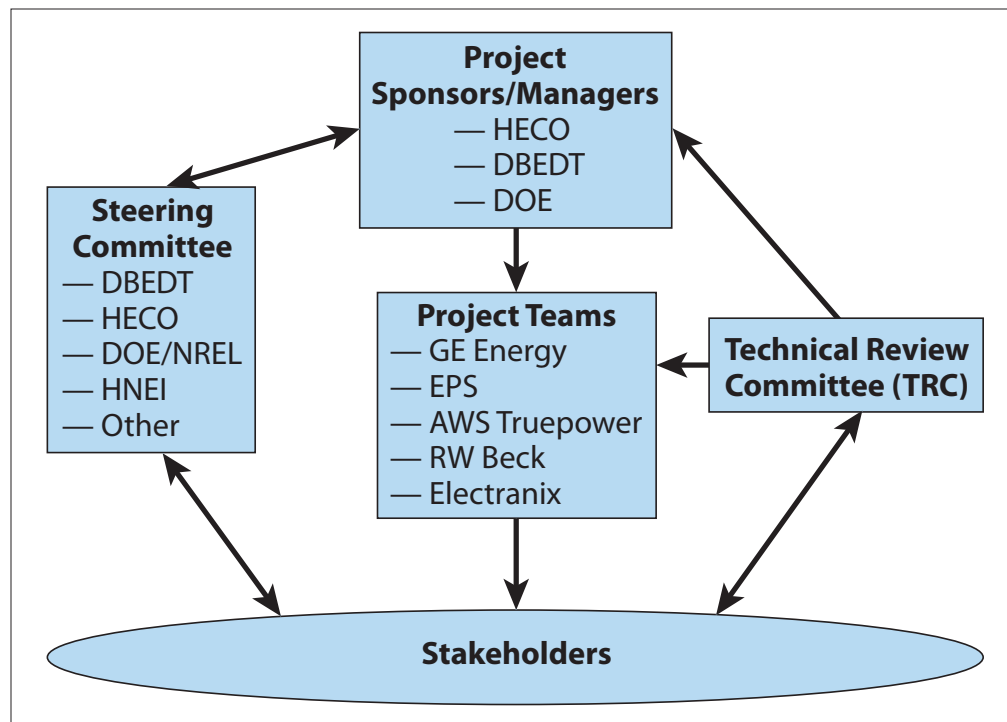 Project
Sponsors/Managers
— HECO
— DBEDT
— DOE
Steering
Committee
— DBEDT
— HECO
— DOE/NREL
— HNEI
— Other
Project Teams
— GE Energy
— EPS
— AWS Truepower
— RW Beck
— Electranix
Technical Review
Committee (TRC)
Stakeholders